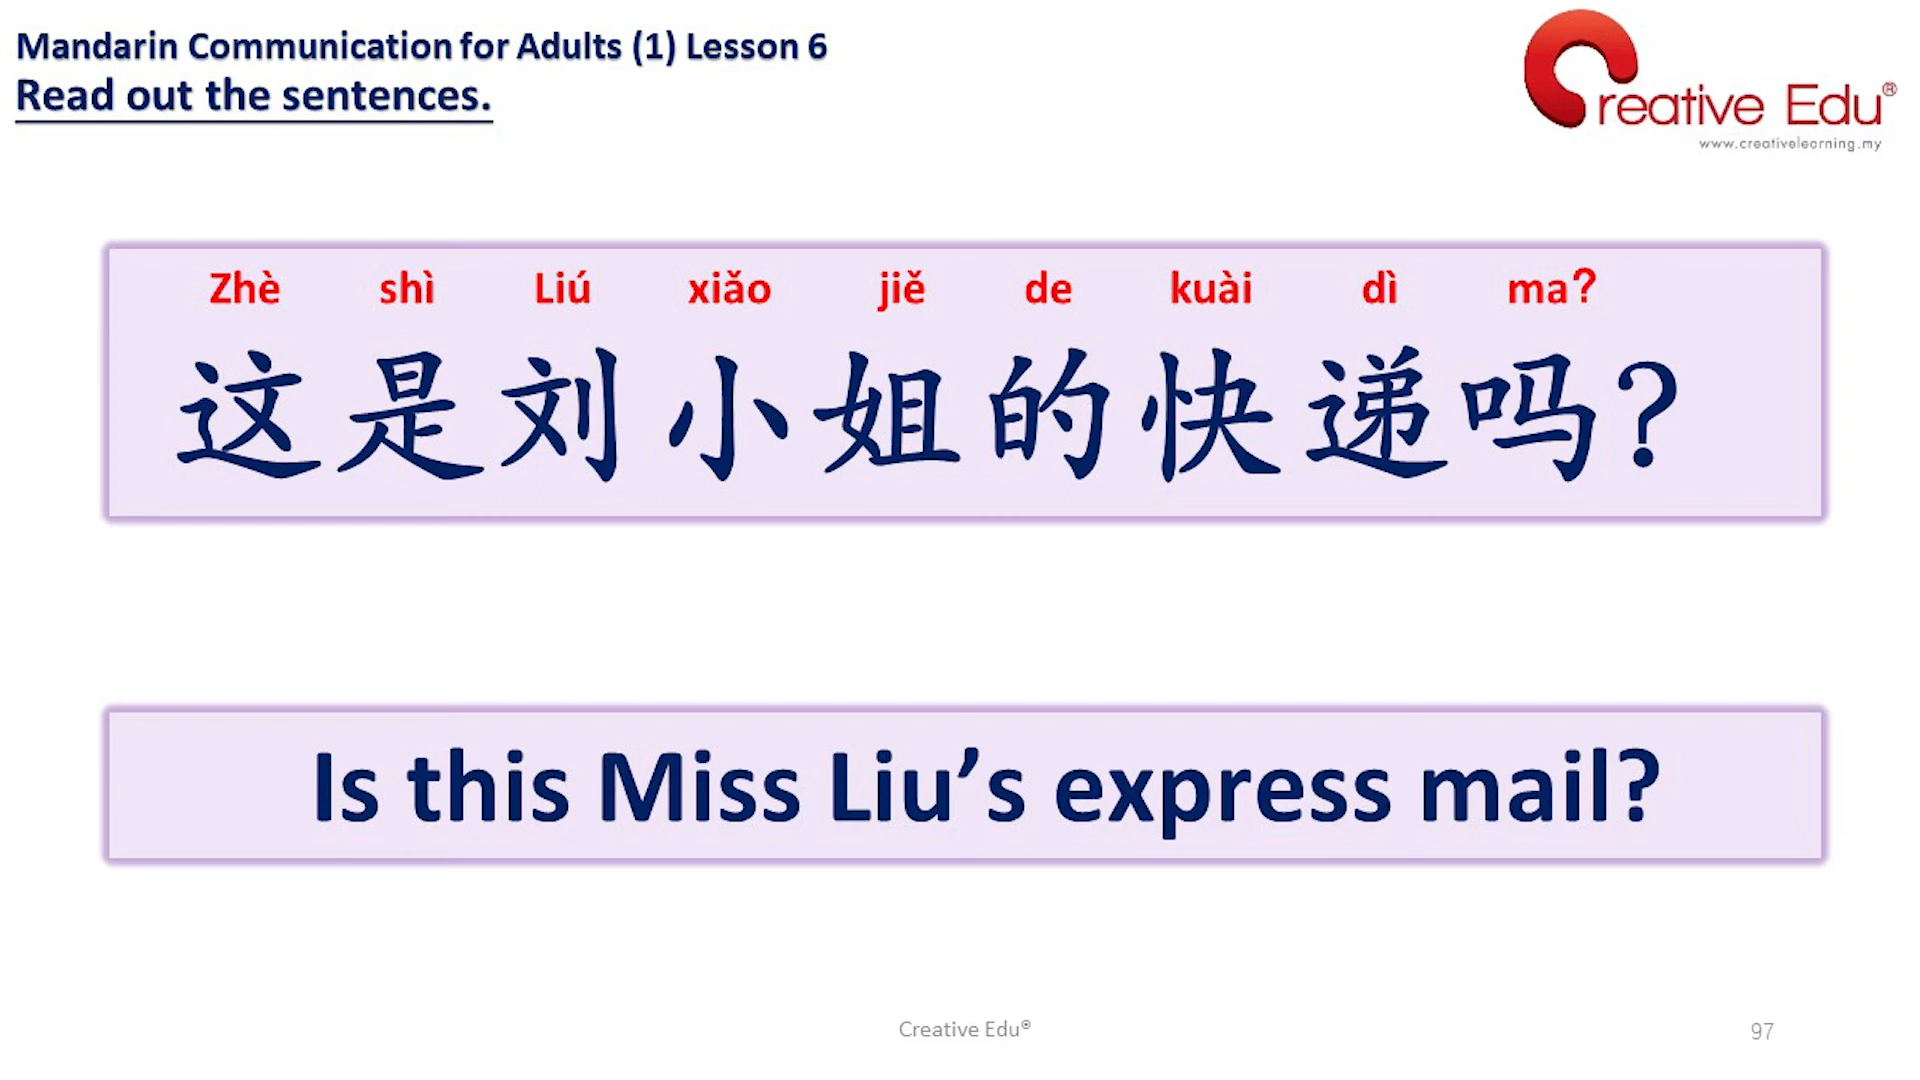 Mandarin Communication for Adults (1) Lesson 6
Read out the sentences.
Creative Edu®
www.creativelearning.my
Zhè shì Liú xiǎo jiě de kuài dì ma?
这是刘小姐的快递吗?
Is this Miss Liu’s express mail?
Creative Edu®
97